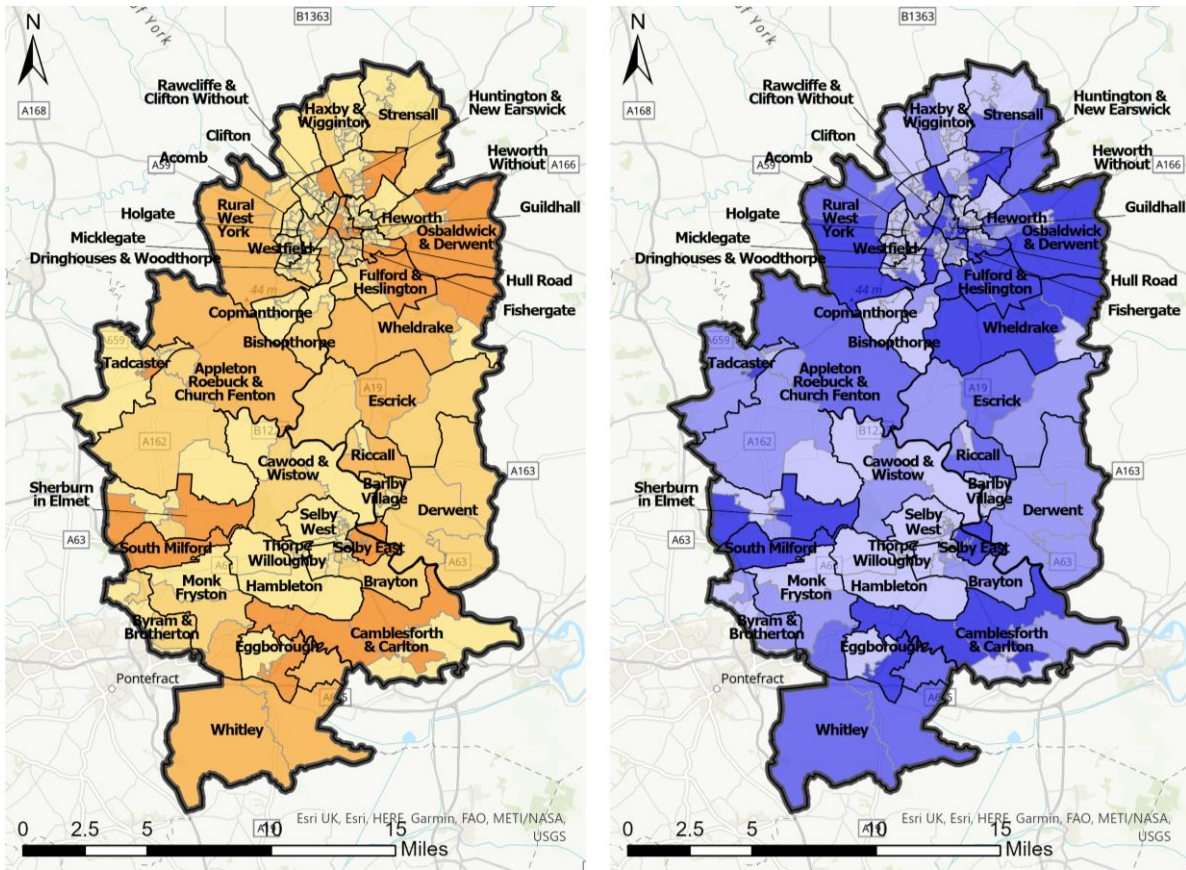 N
B1363
of York
Rawcliffe &
Clifton Without
Haxby &
Wigginton
Huntington &
New Earswick
Strensall
A168
Clifton
Heworth
Without
A59
Acomb
A166
Rural
West
York
Heworth
Guildhall
Holgate
Osbaldwick
& Derwent
Micklegate
Westfield
Dringhouses & Woodthorpe
Fulford &
Heslington
Hull Road
44 m
Fishergate
Copmanthorpe
Wheldrake
A659
Bishopthorpe
Tadcaster
Appleton
Roebuck &
Church Fenton
A19
Escrick
A162
B12
Riccall
Cawood &
Wistow
A163
Barlby
Village
Sherburn
in Elmet
Selby
West
Derwent
A63
South Milford
Thorpe
Willoughby
Selby East
A63
Monk
Fryston
Hambleton
Brayton
Byram &
Brotherton
Camblesforth
& Carlton
Eggborough
Pontefract
Whitley
Esri UK, Esri, HERE, Garmin, FAO, METI/NASA,
USGS
0 2.5 5 10 15
Miles
N
B1363
of York
Rawcliffe &
Clifton Without
Haxby &
Wigginton
Huntington &
New Earswick
Strensall
A168
Clifton
Heworth
Without
A59
Acomb
A166
Rural
West
York
Heworth
Guildhall
Holgate
Osbaldwick
& Derwent
Micklegate
Westfield
Dringhouses & Woodthorpe
Fulford &
Heslington
Hull Road
44 m
Fishergate
Copmanthorpe
Wheldrake
A659
Bishopthorpe
Tadcaster
Appleton
Roebuck &
Church Fenton
A19
Escrick
A162
B12
Riccall
Cawood &
Wistow
A163
Barlby
Village
Sherburn
in Elmet
Selby
West
Derwent
A63
South Milford
Thorpe
Willoughby
Selby East
A63
Monk
Fryston
Hambleton
Brayton
Byram &
Brotherton
Camblesforth
& Carlton
Eggborough
Pontefract
Whitley
Esri UK, Esri, HERE, Garmin, FAO, METI/NASA,
USGS
0 2.5 5 10 15
Miles